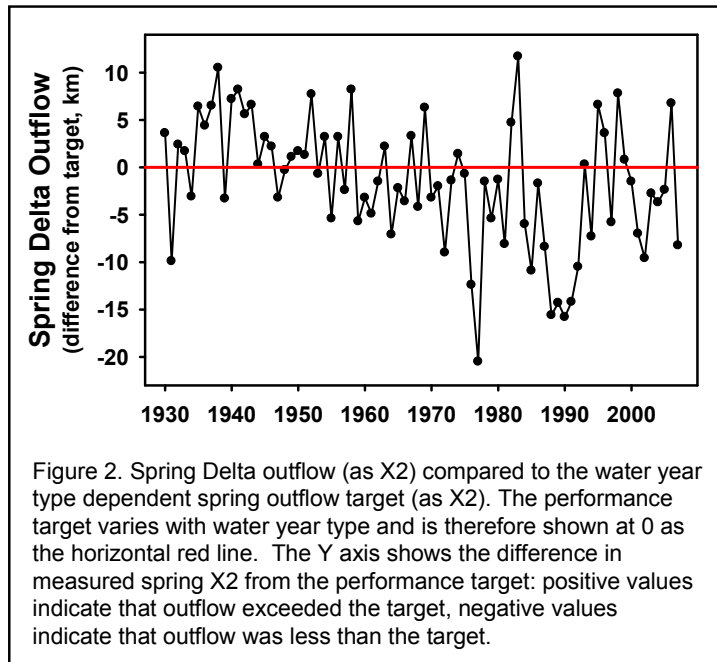 Spring Delta Outflow
(difference from target, km)
10
5
0
-5
-10
-15
-20
1930 1940 1950 1960 1970 1980 1990 2000
Figure 2. Spring Delta outflow (as X2) compared to the water year
type dependent spring outflow target (as X2). The performance
target varies with water year type and is therefore shown at 0 as
the horizontal red line. The Y axis shows the difference in
measured spring X2 from the performance target: positive values
indicate that outflow exceeded the target, negative values
indicate that outflow was less than the target.